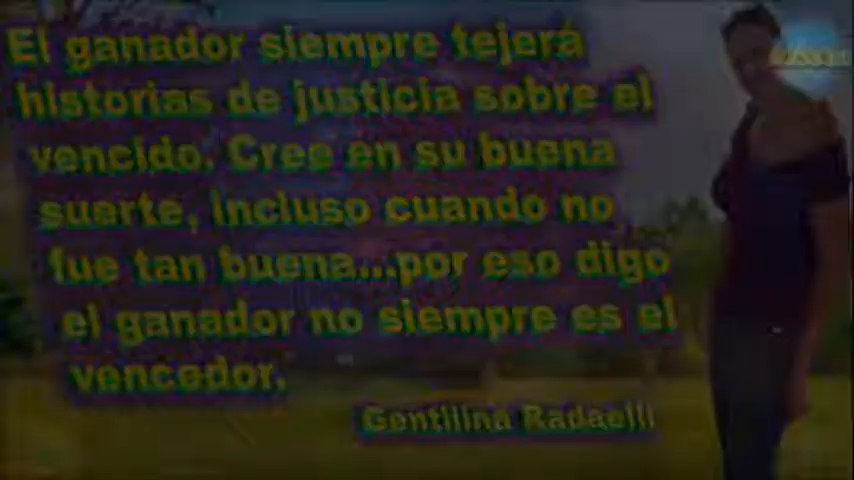 El ganador siempre tejerá
historias de justicia sobre el
vencido. Cree en su buena
suerte, incluso cuando no
fue tan buena...por eso digo
el ganador no siempre es el
vencedor.
Gentilina Radaelli